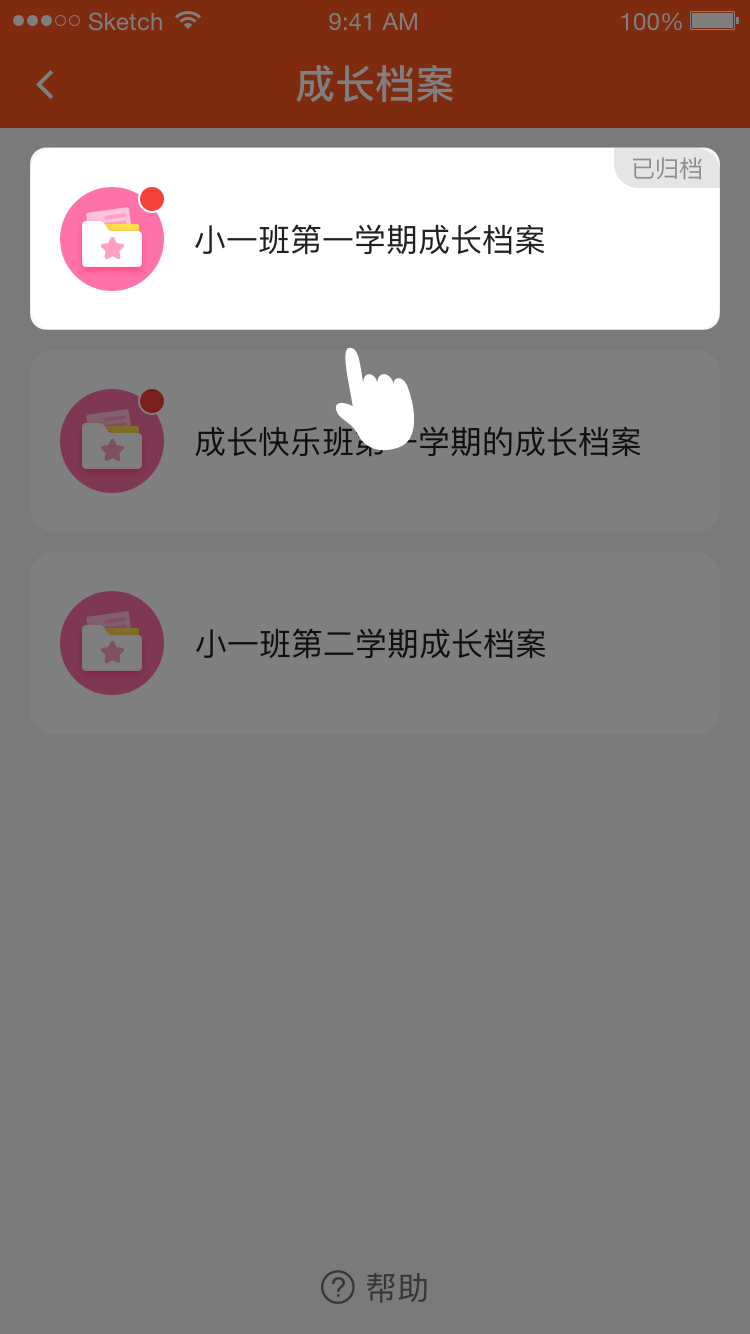 Sketch 9:41 AM 100%
成长档案
已归档
小一班第一学期成长档案
成长快乐班第一学期的成长档案
小一班第二学期成长档案
帮助